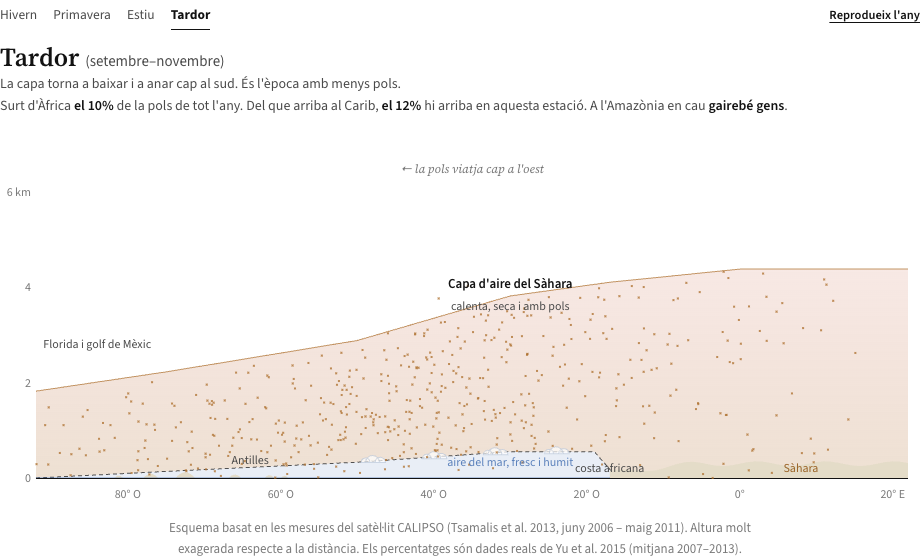 Hivern Primavera Estiu Tardor Reprodueix l'any
Tardor (setembre–novembre)
La capa torna a baixar i a anar cap al sud. És l'època amb menys pols.
Surt d'Àfrica el 10% de la pols de tot l'any. Del que arriba al Carib, el 12% hi arriba en aquesta estació. A l'Amazònia en cau gairebé gens.
← la pols viatja cap a l'oest
6 km
Capa d'aire del Sàhara
4
calenta, seca i amb pols
Florida i golf de Mèxic
2
Antilles
aire del mar, fresc i humit
costa africana
Sàhara
0
80° O 60° O 40° O 20° O 0° 20° E
Esquema basat en les mesures del satèl·lit CALIPSO (Tsamalis et al. 2013, juny 2006 – maig 2011). Altura molt
exagerada respecte a la distància. Els percentatges són dades reals de Yu et al. 2015 (mitjana 2007–2013).